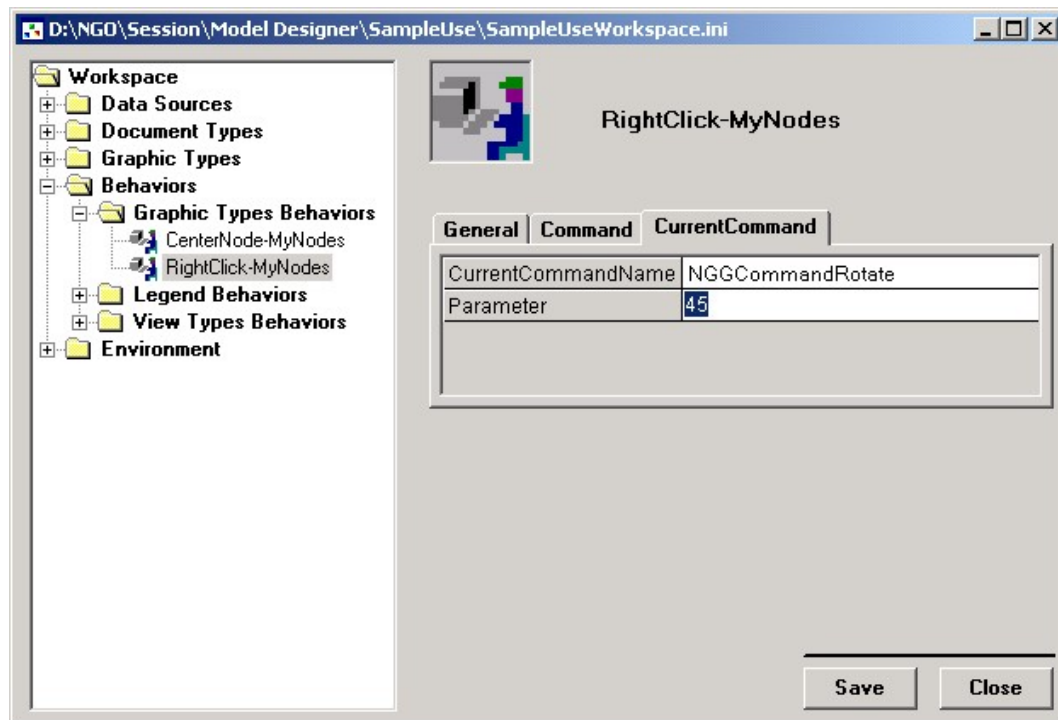 D:\NGO\Session\Model Designer\SampleUse\SampleUseWorkspace.ini
Workspace
Data Sources
Document Types
Graphic Types
Behaviors
Graphic Types Behaviors
CenterNode-MyNodes
RightClick-MyNodes
Legend Behaviors
View Types Behaviors
Environment
RightClick-MyNodes
General Command CurrentCommand
CurrentCommandName NGGCommandRotate
Parameter 45
Save Close